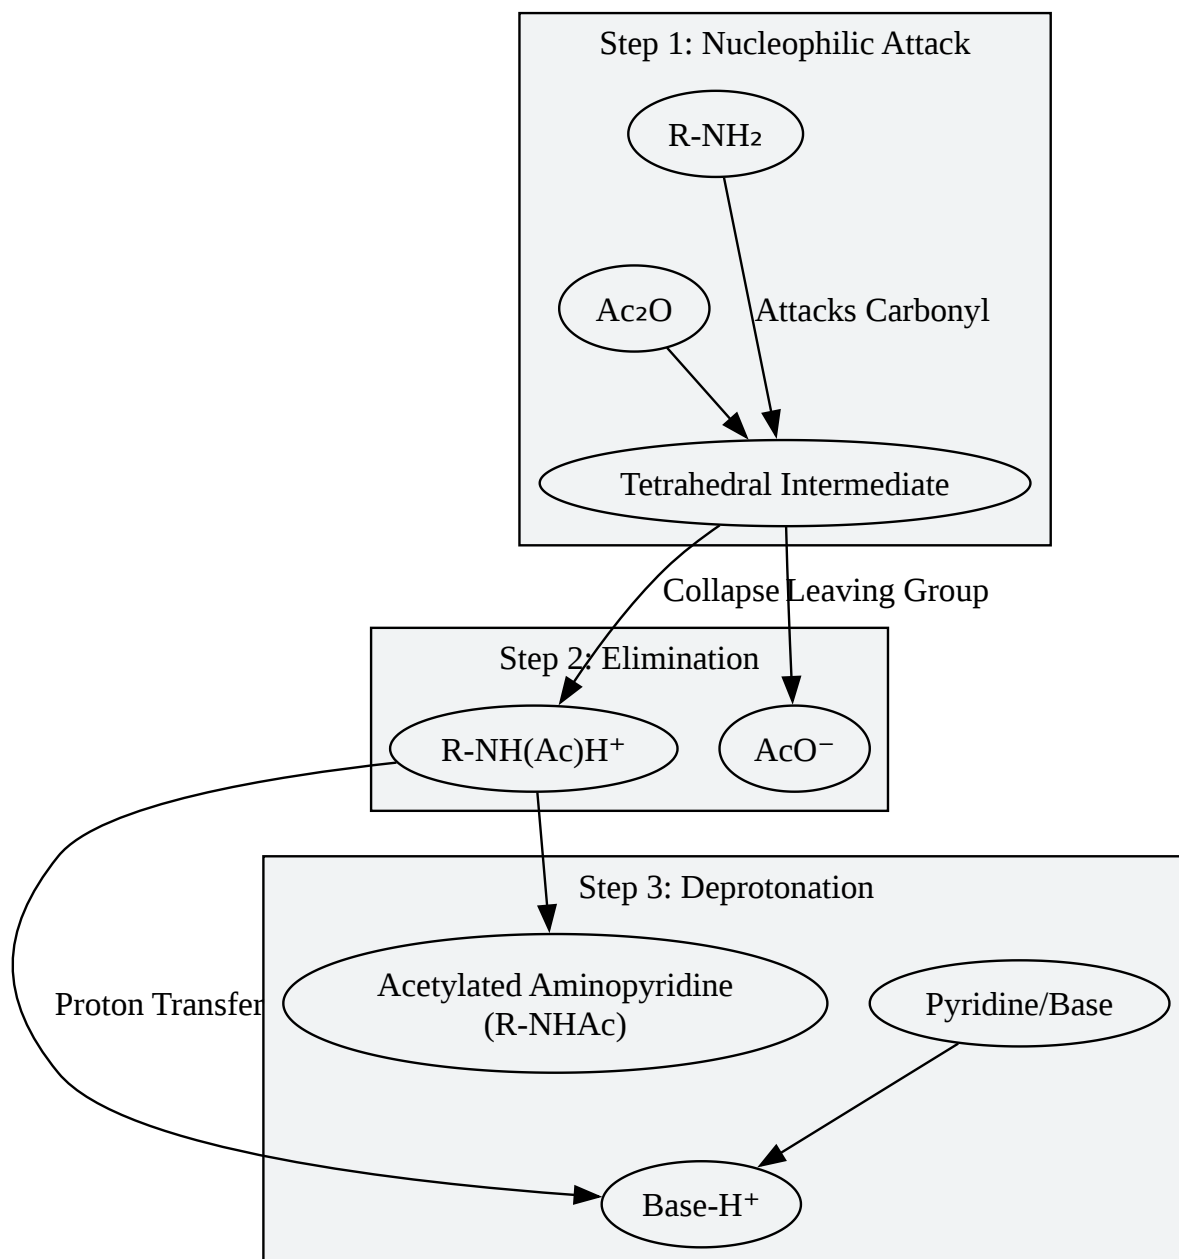 Step 1: Nucleophilic Attack
R-NH₂
Ac₂O
Attacks Carbonyl
Tetrahedral Intermediate
Collapse
Leaving Group
Step 2: Elimination
R-NH(Ac)H⁺
AcO⁻
Step 3: Deprotonation
Acetylated Aminopyridine
(R-NHAc)
Pyridine/Base
Proton Transfer
Base-H⁺